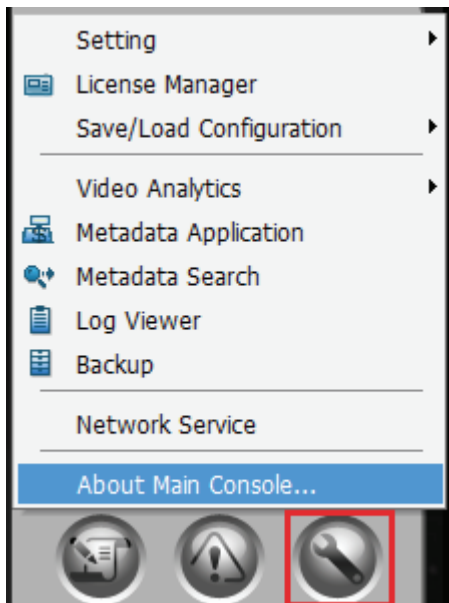 Setting
License Manager
Save/Load Configuration
Video Analytics
Metadata Application
Metadata Search
Log Viewer
Backup
Network Service
About Main Console...